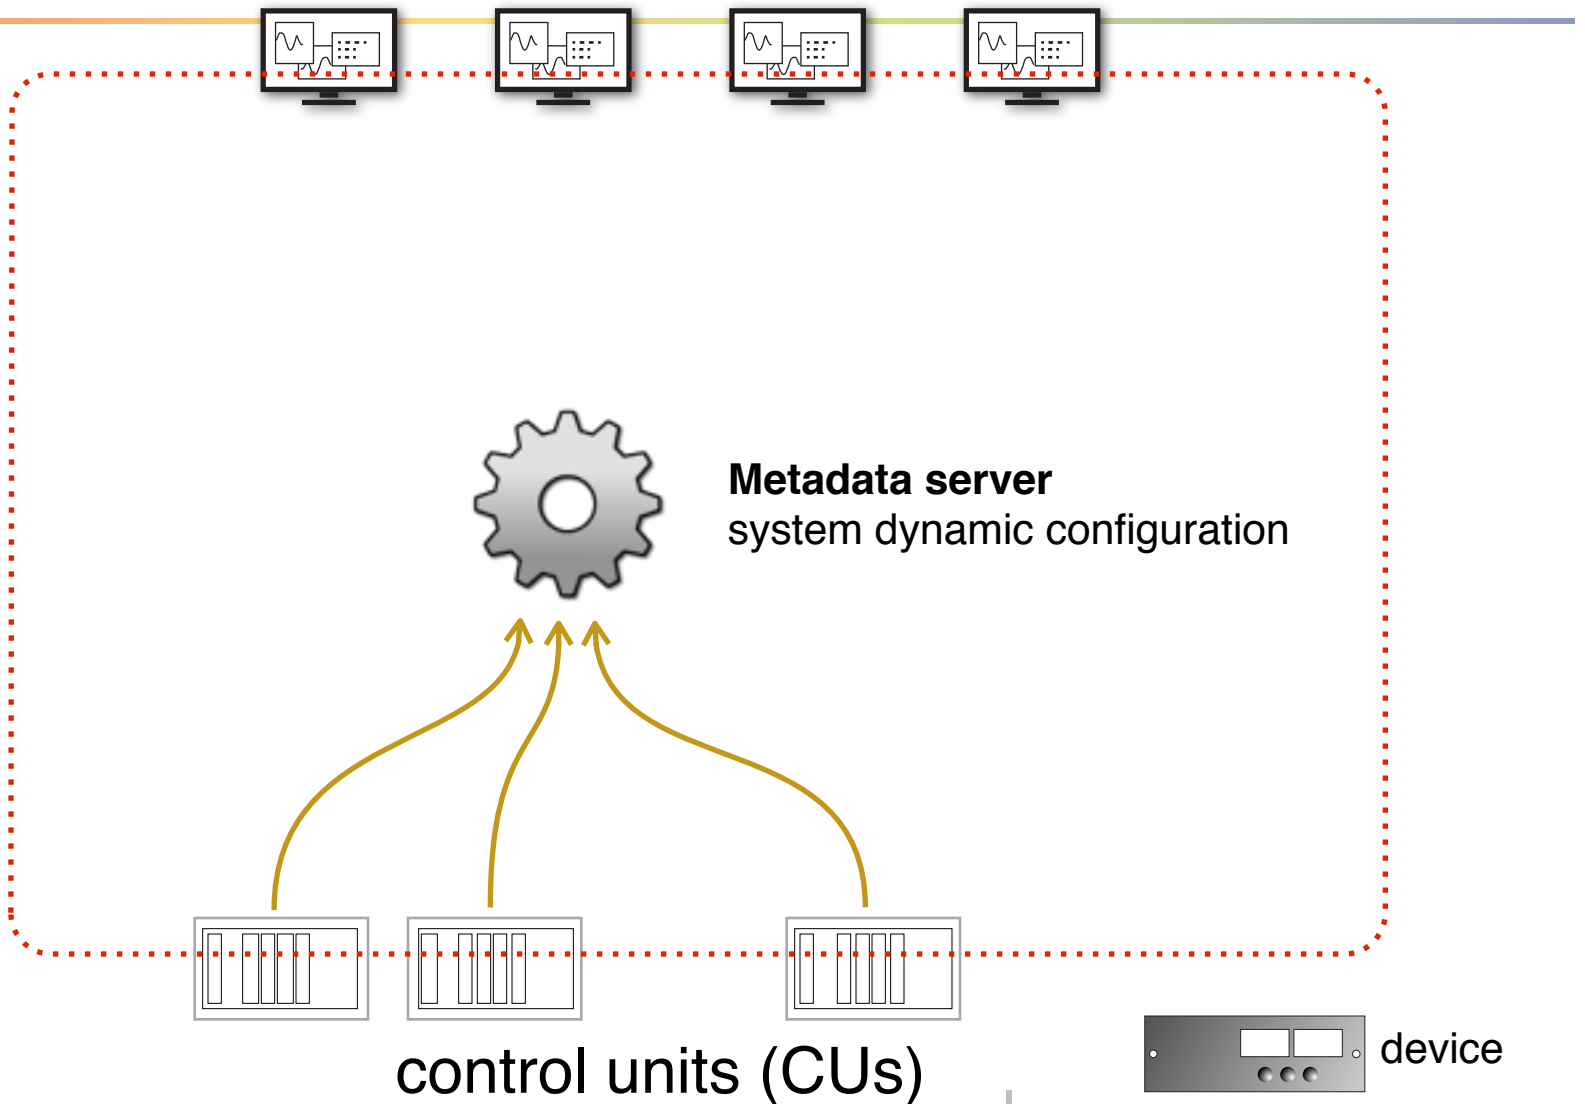 Metadata server
system dynamic configuration
control units (CUs)
device